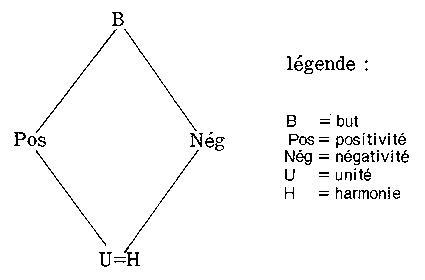 B
Pos Nég
U=H
légende :
B = but
Pos = positivité
Nég = négativité
U = unité
H = harmonie